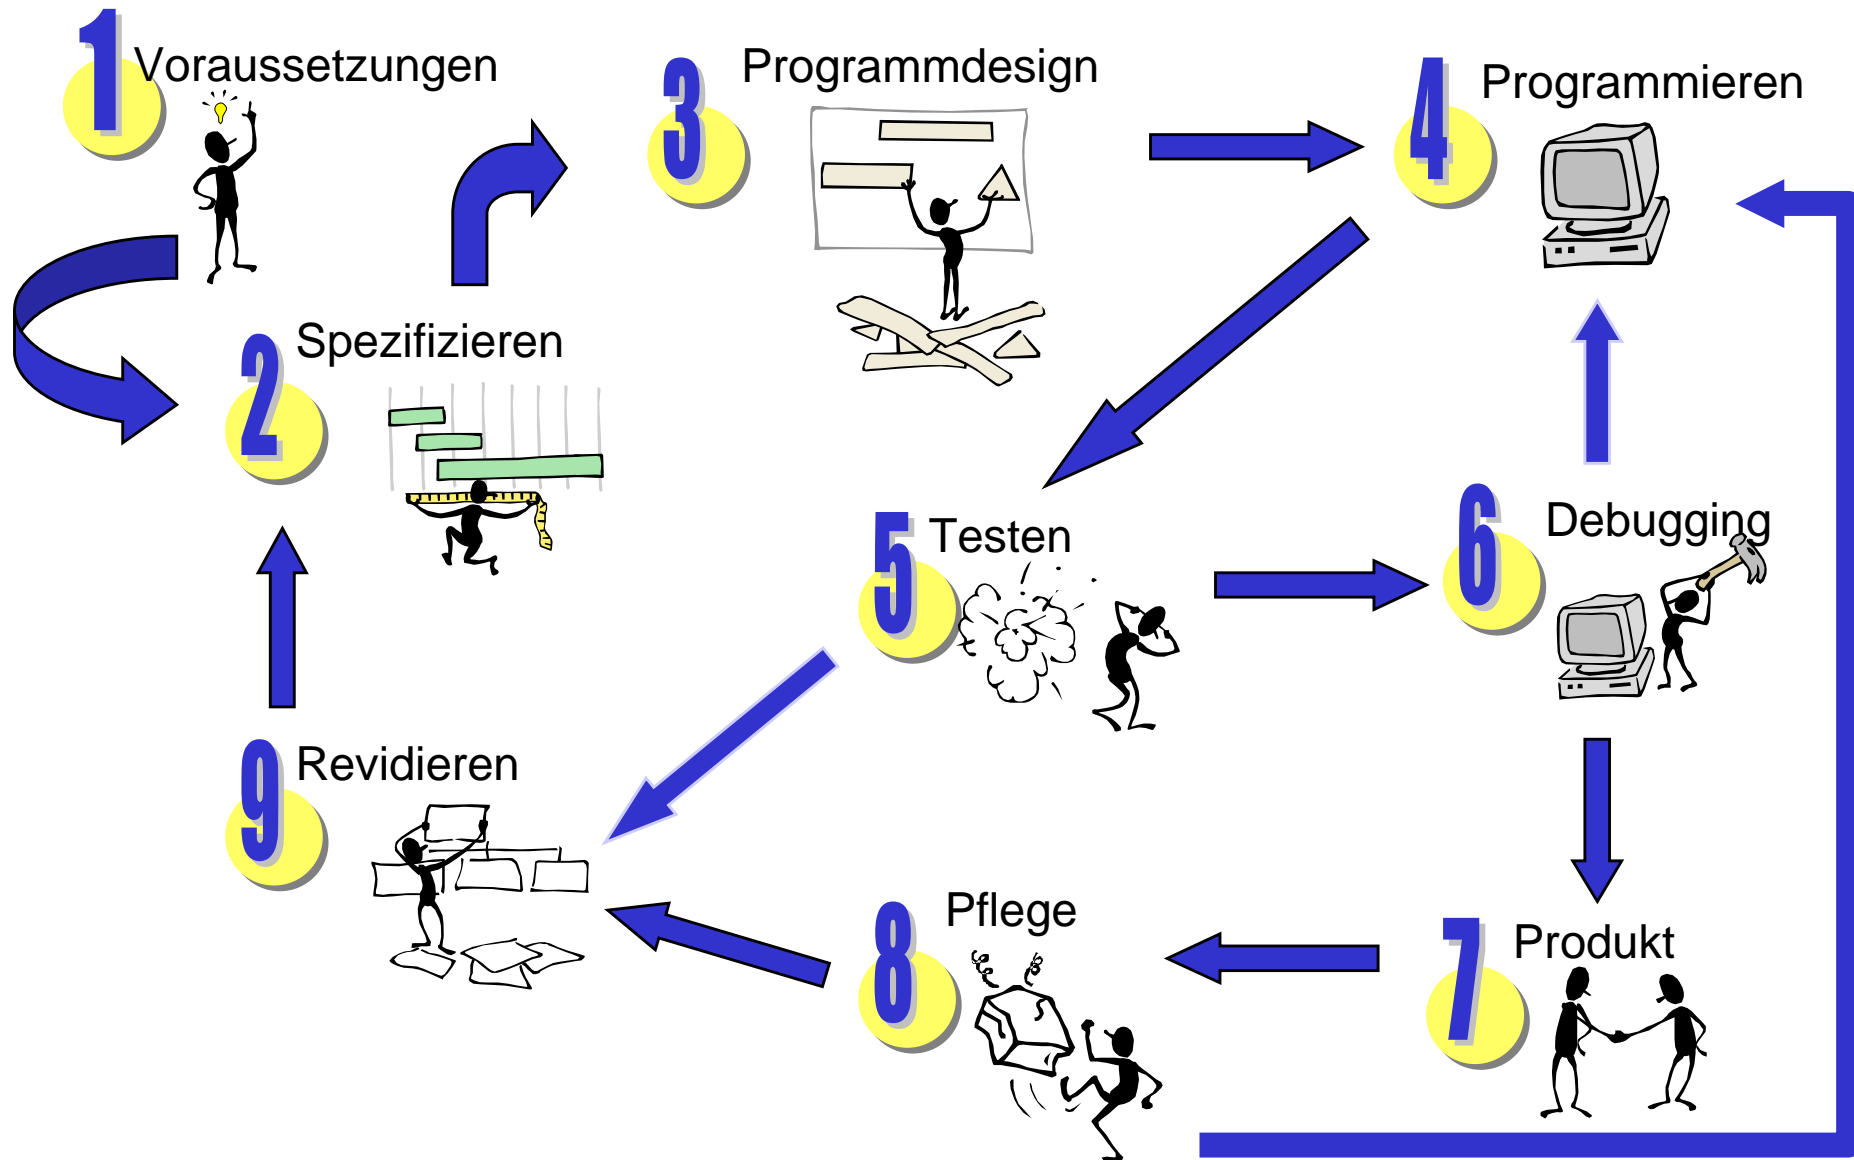 1 Voraussetzungen
2 Spezifizieren
3 Programmdesign
4 Programmieren
5 Testen
6 Debugging
7 Produkt
8 Pflege
9 Revidieren